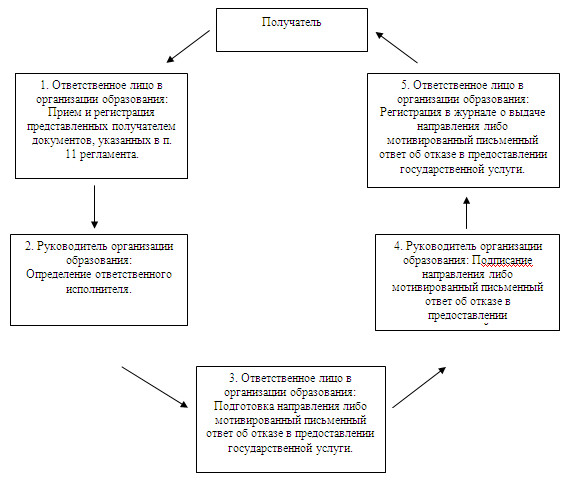 Получатель
1. Ответственное лицо в
организации образования:
Прием и регистрация
представленных получателем
документов, указанных в п.
11 регламента.
5. Ответственное лицо в
организации образования:
Регистрация в журнале о выдаче
направления либо
мотивированный письменный
ответ об отказе в предоставлении
государственной услуги.
2. Руководитель организации
образования:
Определение ответственного
исполнителя.
4. Руководитель организации
образования: Подписание
направления либо
мотивированный письменный
ответ об отказе в
предоставлении
3. Ответственное лицо в
организации образования:
Подготовка направления либо
мотивированный письменный
ответ об отказе в предоставлении
государственной услуги.